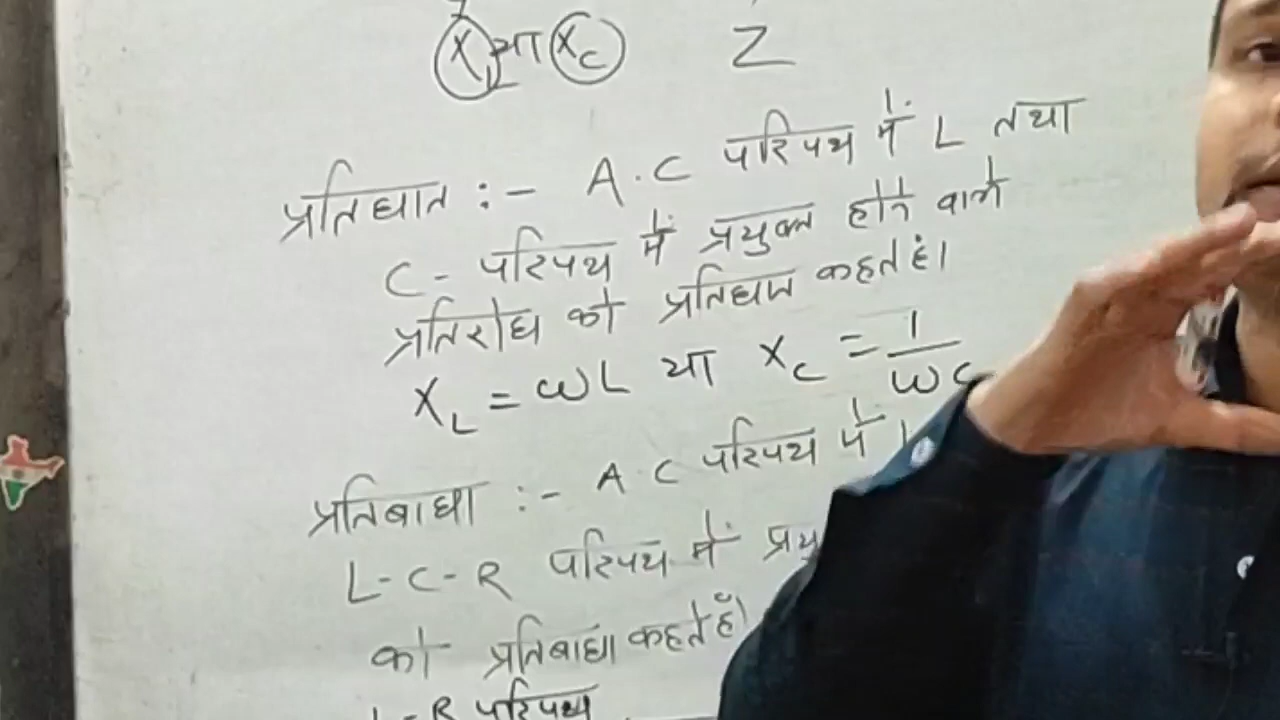 X_L या X_C Z
प्रतिघात :- A.C परिपथ में L तथा
C- परिपथ में प्रयुक्त होने वाले
प्रतिरोध को प्रतिघात कहते हैं।
X_L = ωL या X_C = 1/ωC
प्रतिबाधा :- A C परिपथ में
L-C-R परिपथ में
को प्रतिबाधा कहते हैं।
L-R परिपथ